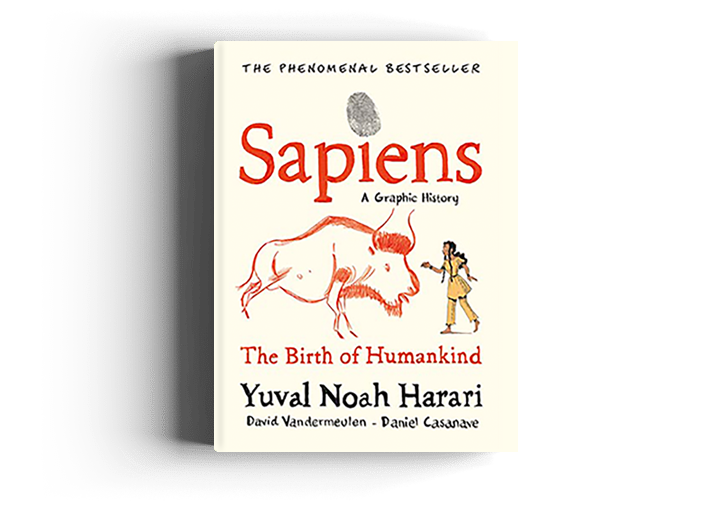 THE PHENOMENAL BESTSELLER
Sapiens
A Graphic History
The Birth of Humankind
Yuval Noah Harari
David Vandermeulen - Daniel Casanave